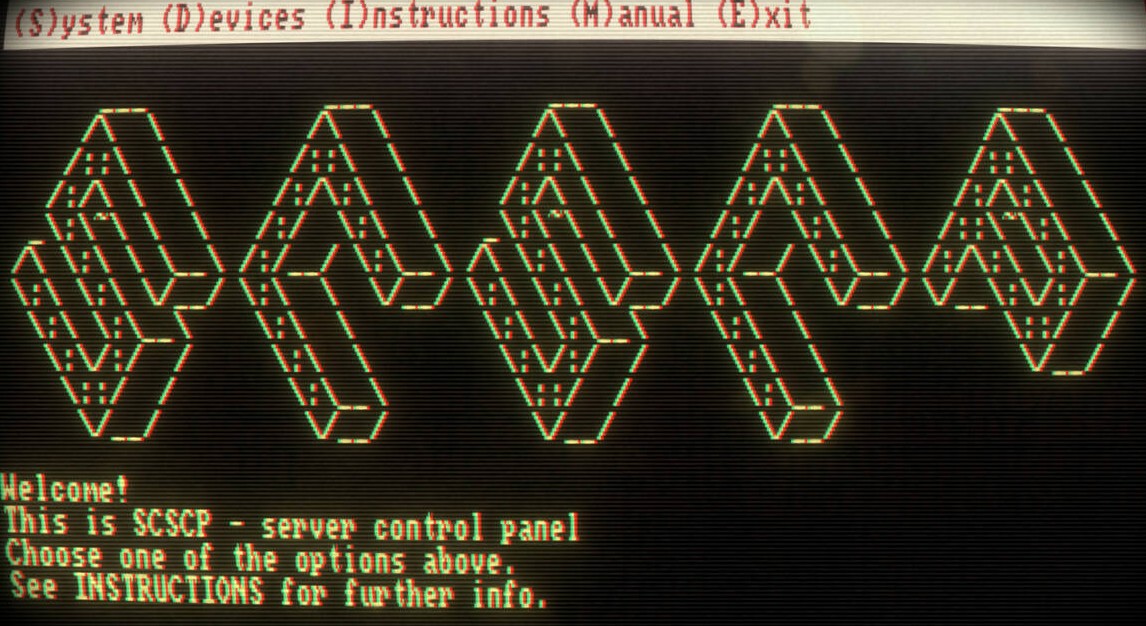 (S)ystem (D)evices (I)nstructions (M)anual (E)xit
SCSCP
Welcome!
This is SCSCP - server control panel
Choose one of the options above.
See INSTRUCTIONS for further info.